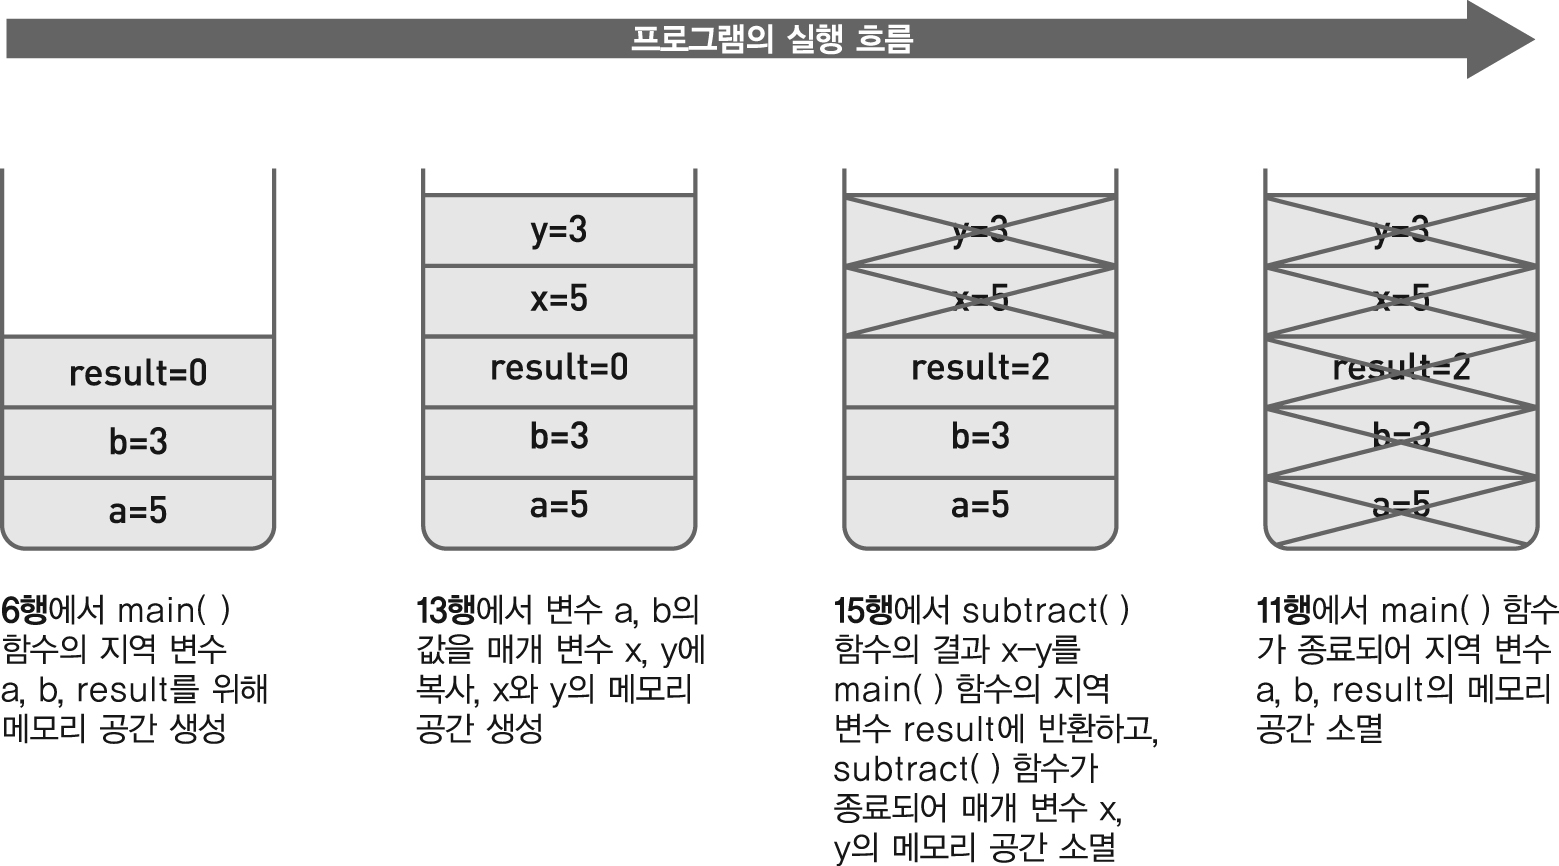 프로그램의 실행 흐름
result=0
b=3
a=5
6행에서 main( )
함수의 지역 변수
a, b, result를 위해
메모리 공간 생성
y=3
x=5
result=0
b=3
a=5
13행에서 변수 a, b의
값을 매개 변수 x, y에
복사, x와 y의 메모리
공간 생성
y=3
x=5
result=2
b=3
a=5
15행에서 subtract( )
함수의 결과 x-y를
main( ) 함수의 지역
변수 result에 반환하고,
subtract( ) 함수가
종료되어 매개 변수 x,
y의 메모리 공간 소멸
y=3
x=5
result=2
b=3
a=5
11행에서 main( ) 함수
가 종료되어 지역 변수
a, b, result의 메모리
공간 소멸